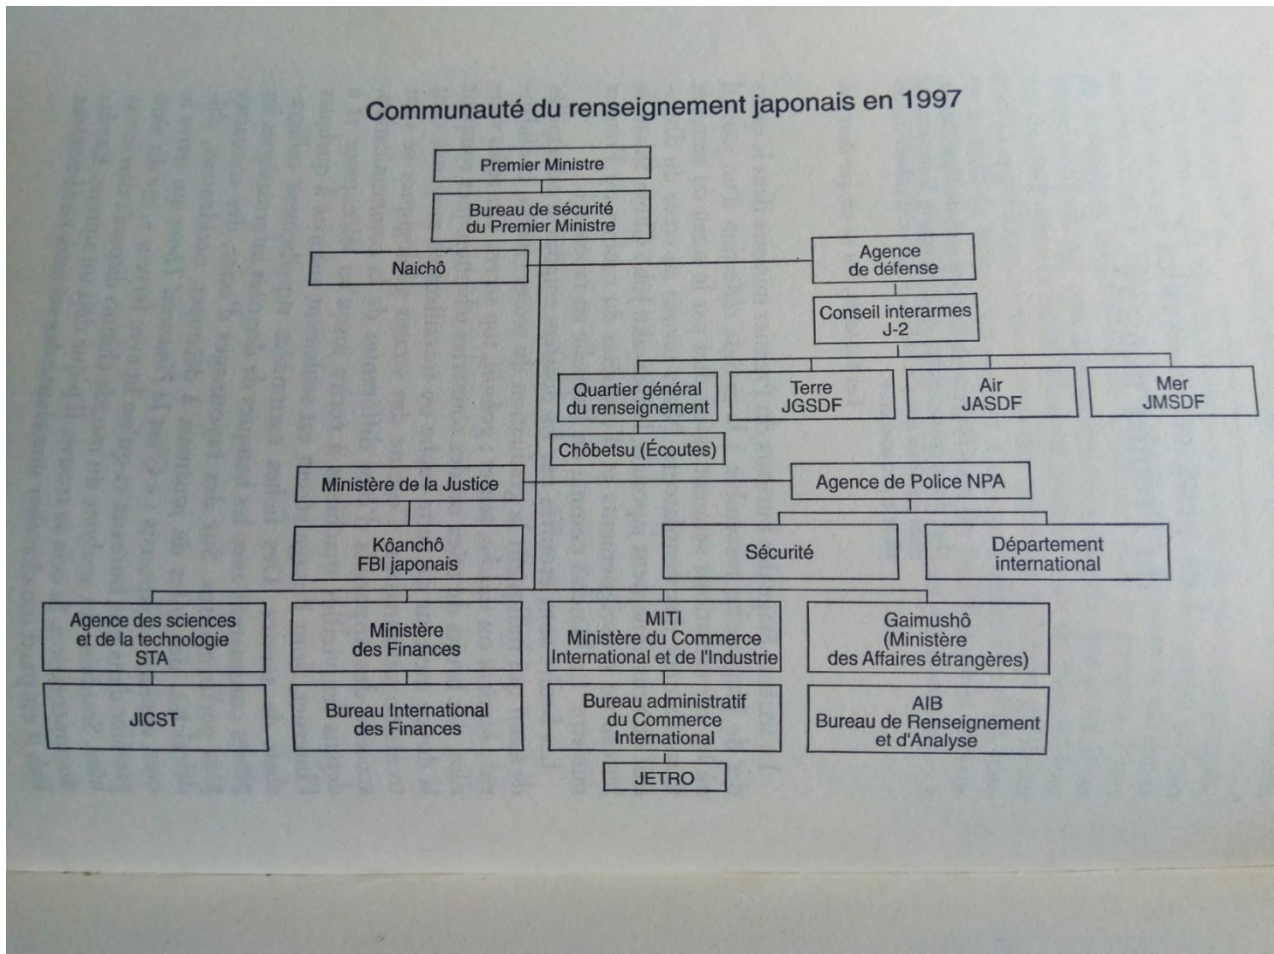 Communauté du renseignement japonais en 1997
Premier Ministre
Bureau de sécurité
du Premier Ministre
Naichô
Agence
de défense
Conseil interarmes
J-2
Quartier général
du renseignement
Terre
JGSDF
Air
JASDF
Mer
JMSDF
Chôbetsu (Écoutes)
Ministère de la Justice
Agence de Police NPA
Kôanchô
FBI japonais
Sécurité
Département
international
Agence des sciences
et de la technologie
STA
Ministère
des Finances
MITI
Ministère du Commerce
International et de l'Industrie
Gaimushô
(Ministère
des Affaires étrangères)
JICST
Bureau International
des Finances
Bureau administratif
du Commerce
International
AIB
Bureau de Renseignement
et d'Analyse
JETRO